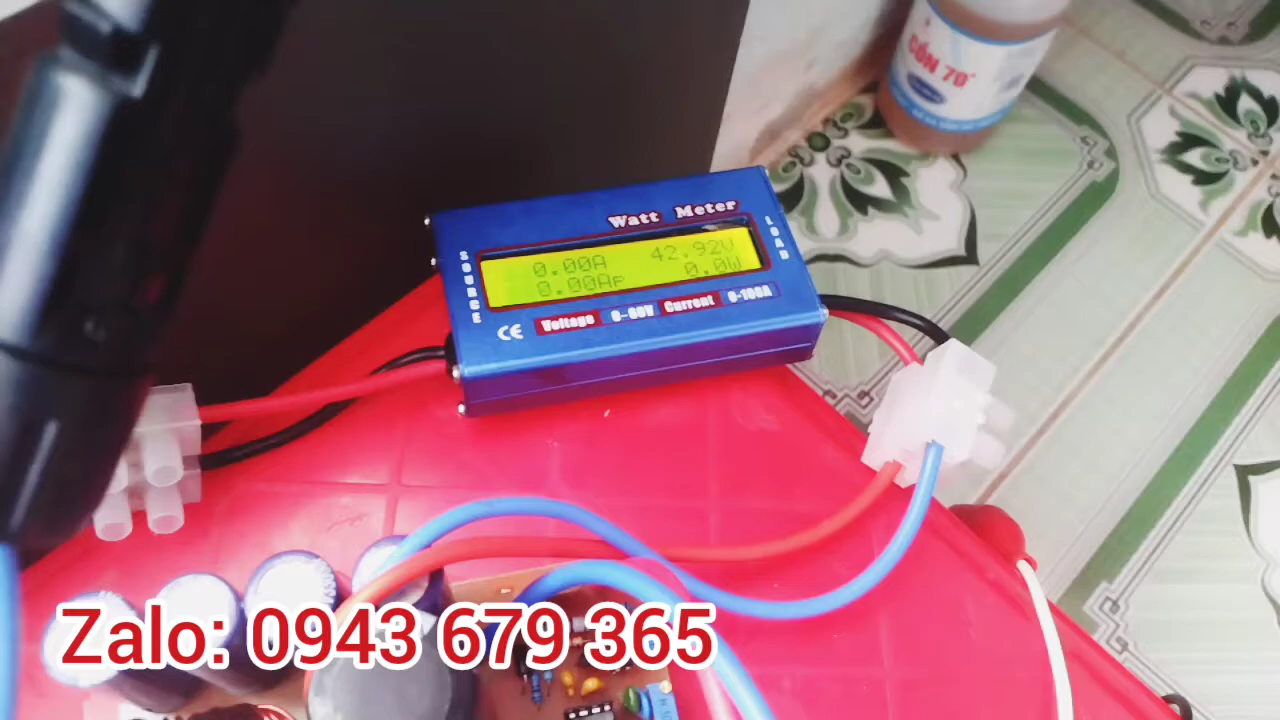 CỒN 70°
Watt Meter
SOURCE
LOAD
0.00A 42.92V
0.00Ah 0.0W
CE Voltage 0-60V Current 0-100A
Zalo: 0943 679 365